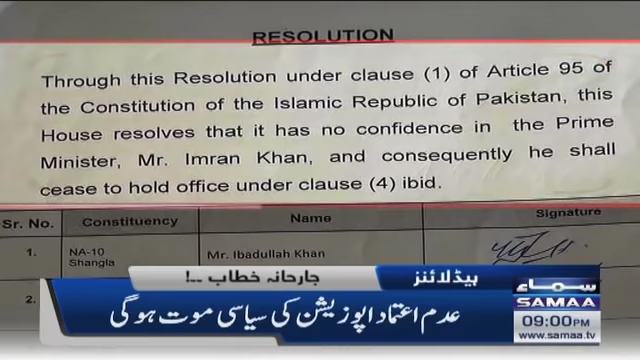 RESOLUTION
Through this Resolution under clause (1) of Article 95 of
the Constitution of the Islamic Republic of Pakistan, this
House resolves that it has no confidence in the Prime
Minister, Mr. Imran Khan, and consequently he shall
cease to hold office under clause (4) ibid.
Sr. No. Constituency Name Signature
1. NA-10 Shangla Mr. Ibadullah Khan
2.
جارحانہ خطاب ..! ہیڈلائنز
عدم اعتماد اپوزیشن کی سیاسی موت ہوگی
سماء
SAMAA
09:00PM
www.samaa.tv